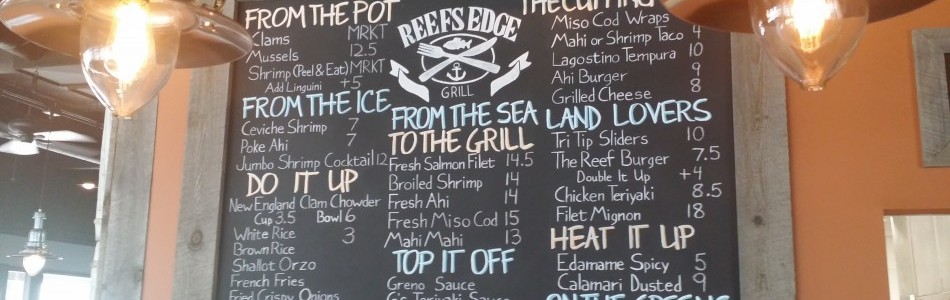 FROM THE POT
Clams MRKT
Mussels 12.5
Shrimp (Peel & Eat) MRKT
Add Linguini +5
FROM THE ICE
Ceviche Shrimp 7
Poke Ahi 7
Jumbo Shrimp Cocktail 12
DO IT UP
New England Clam Chowder
Cup 3.5 Bowl 6
White Rice 3
Brown Rice
Shallot Orzo
French Fries
Fried Crispy Onions
REEFS EDGE
GRILL
FROM THE SEA
TO THE GRILL
Fresh Salmon Filet 14.5
Broiled Shrimp 14
Fresh Ahi 14
Fresh Miso Cod 15
Mahi Mahi 13
TOP IT OFF
Greno Sauce
G's Teriyaki Sauce
Miso Cod Wraps
Mahi or Shrimp Taco 4
Lagostino Tempura 10
Ahi Burger 9
Grilled Cheese 8
LAND LOVERS
Tri Tip Sliders 10
The Reef Burger 7.5
Double It Up +4
Chicken Teriyaki 8.5
Filet Mignon 18
HEAT IT UP
Edamame Spicy 5
Calamari Dusted 9
ON THE GREENS